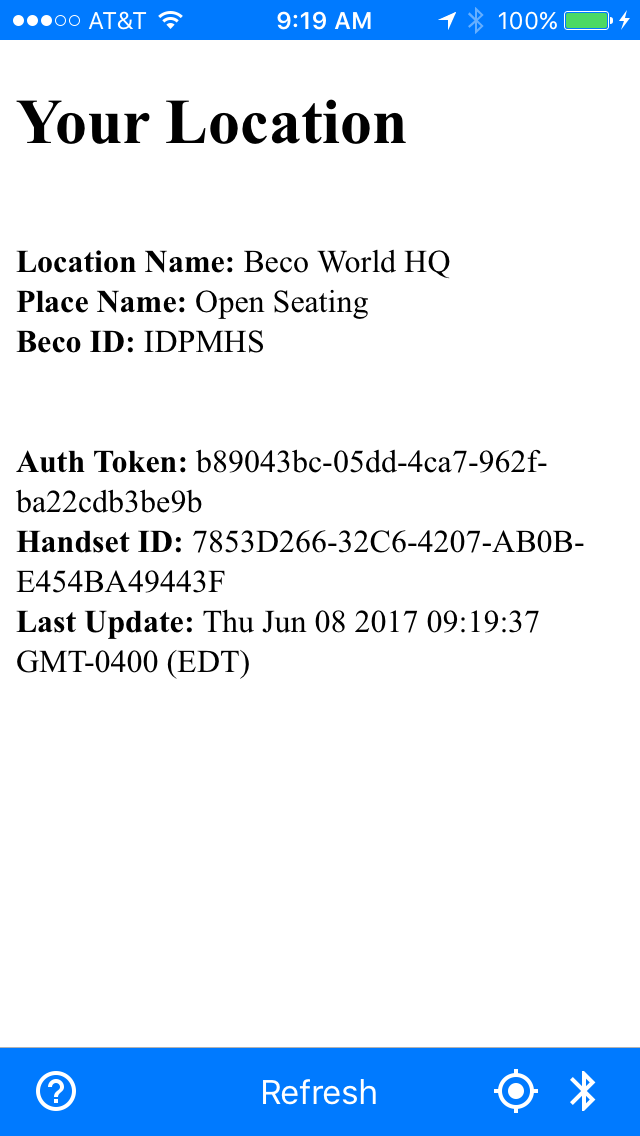 AT&T 9:19 AM 100%
Your Location
Location Name: Beco World HQ
Place Name: Open Seating
Beco ID: IDPMHS
Auth Token: b89043bc-05dd-4ca7-962f-
ba22cdb3be9b
Handset ID: 7853D266-32C6-4207-AB0B-
E454BA49443F
Last Update: Thu Jun 08 2017 09:19:37
GMT-0400 (EDT)
Refresh